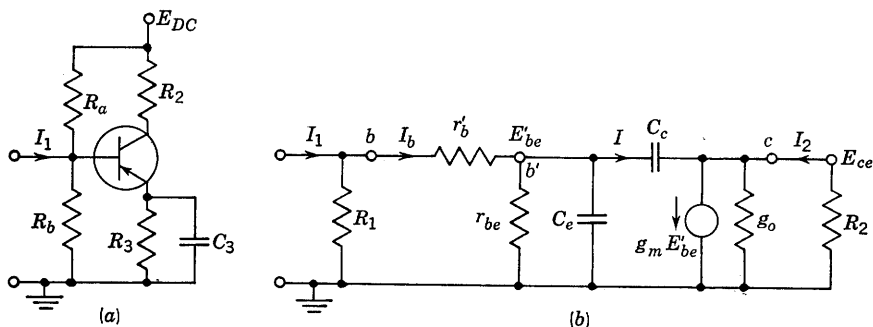 E_DC
R_a
R_2
I_1
R_b
R_3
C_3
(a)
I_1
b
I_b
r'_b
E'_be
b'
I
C_c
c
I_2
E_ce
R_1
r_be
C_e
g_m E'_be
g_o
R_2
(b)